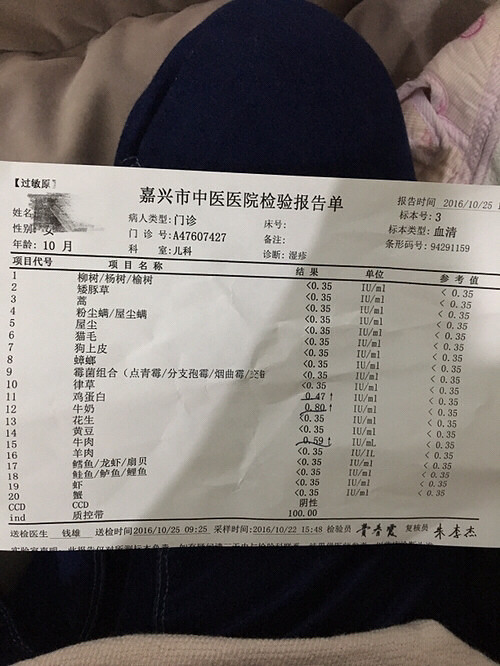 【过敏原】
嘉兴市中医医院检验报告单
报告时间 2016/10/25
姓名
病人类型: 门诊 床号: 标本号: 3
性别: 女 门 诊 号: A47607427 备注: 标本类型: 血清
年龄: 10 月 科 室: 儿科 诊断: 湿疹 条形码号: 94291159
项目代号 项 目 名 称 结 果 单位 参 考 值
1 柳树/杨树/榆树 <0.35 IU/ml < 0.35
2 矮豚草 <0.35 IU/ml < 0.35
3 蒿 <0.35 IU/ml < 0.35
4 粉尘螨/屋尘螨 <0.35 IU/ml < 0.35
5 屋尘 <0.35 IU/ml < 0.35
6 猫毛 <0.35 IU/ml < 0.35
7 狗上皮 <0.35 IU/ml < 0.35
8 蟑螂 <0.35 IU/ml < 0.35
9 霉菌组合（点青霉/分支孢霉/烟曲霉/ <0.35 IU/ml < 0.35
10 律草 <0.35 IU/ml < 0.35
11 鸡蛋白 0.47↑ IU/ml < 0.35
12 牛奶 0.80↑ IU/ml < 0.35
13 花生 <0.35 IU/ml < 0.35
14 黄豆 <0.35 IU/ml < 0.35
15 牛肉 0.59↑ IU/mL < 0.35
16 羊肉 <0.35 IU/IL < 0.35
17 鳕鱼/龙虾/扇贝 <0.35 IU/ml < 0.35
18 鲑鱼/鲈鱼/鲤鱼 <0.35 IU/ml < 0.35
19 虾 <0.35 IU/ml < 0.35
20 蟹 <0.35 IU/ml < 0.35
CCD CCD 阴性
ind 质控带 100.00
送检医生 钱雄 送检时间2016/10/25 09:25 采样时间:2016/10/22 15:48 检验员 复核员 朱李杰